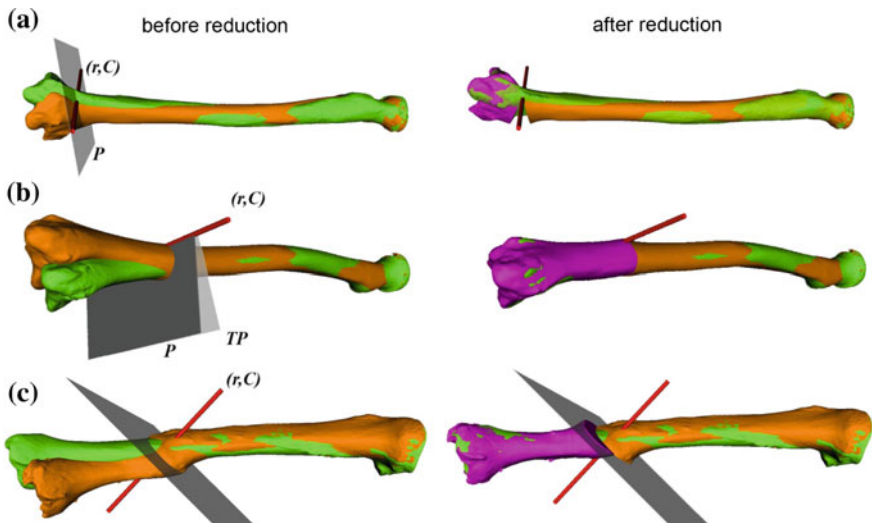 (a)
before reduction
after reduction
(r,C)
P
(b)
(r,C)
P
TP
(c)
(r,C)